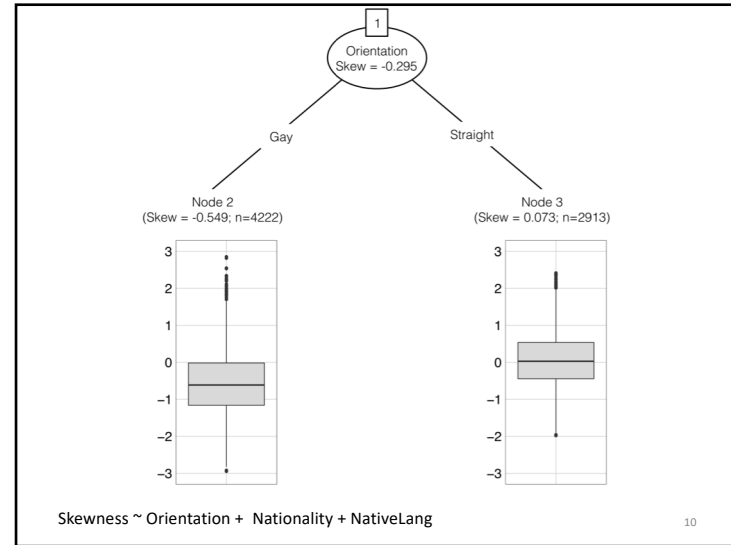 1
Orientation
Skew = -0.295
Gay
Straight
Node 2
(Skew = -0.549; n=4222)
3
2
1
0
−1
−2
−3
Node 3
(Skew = 0.073; n=2913)
3
2
1
0
−1
−2
−3
Skewness ~ Orientation + Nationality + NativeLang
10